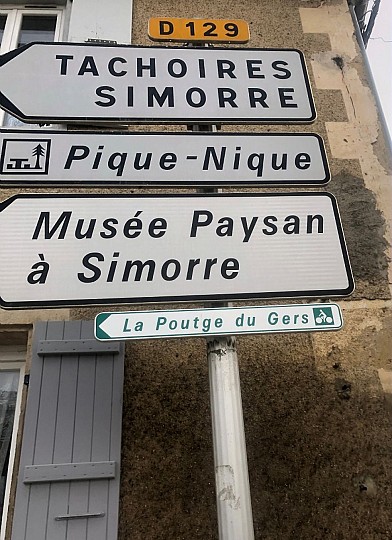 D 129
TACHOIRES
SIMORRE
Pique-Nique
Musée Paysan
à Simorre
La Poutge du Gers